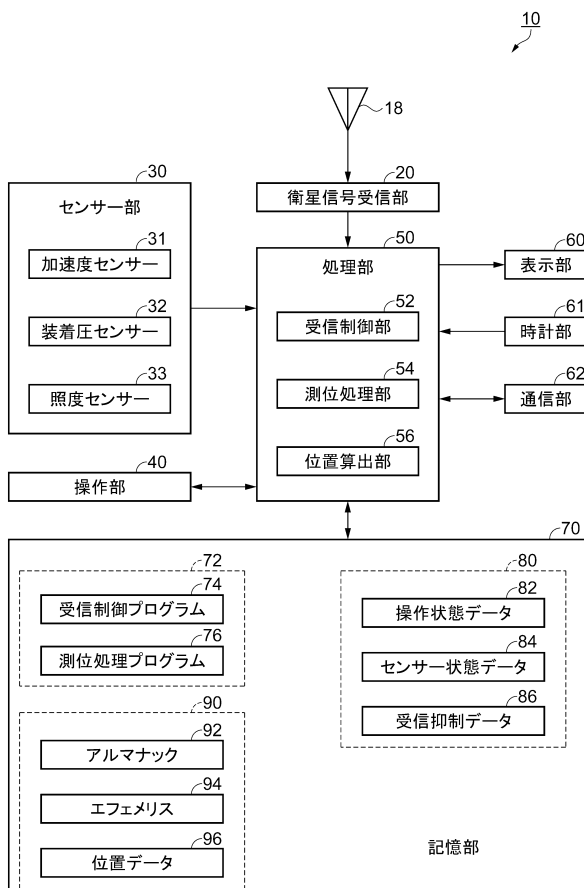 10
18
20
衛星信号受信部
30
センサー部
31
加速度センサー
32
装着圧センサー
33
照度センサー
40
操作部
50
処理部
52
受信制御部
54
測位処理部
56
位置算出部
60
表示部
61
時計部
62
通信部
70
72
74
受信制御プログラム
76
測位処理プログラム
80
82
操作状態データ
84
センサー状態データ
86
受信抑制データ
90
92
アルマナック
94
エフェメリス
96
位置データ
記憶部